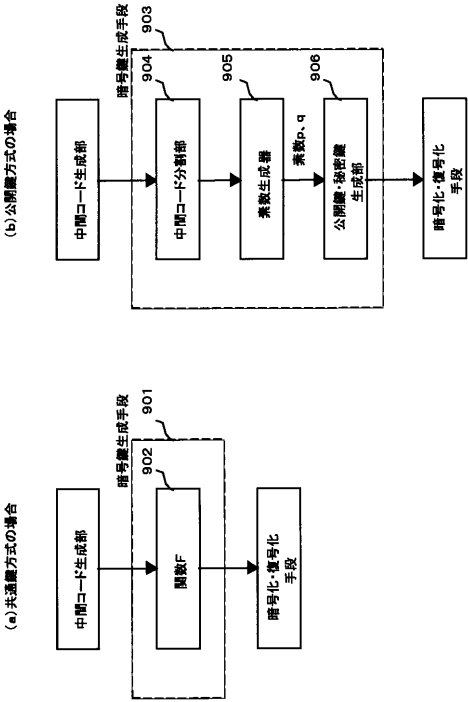 (a)共通鍵方式の場合
中間コード生成部
暗号鍵生成手段
901
902
関数F
暗号化・復号化
手段
(b)公開鍵方式の場合
中間コード生成部
暗号鍵生成手段
903
904
中間コード分割部
905
素数生成器
素数p、q
906
公開鍵・秘密鍵
生成部
暗号化・復号化
手段